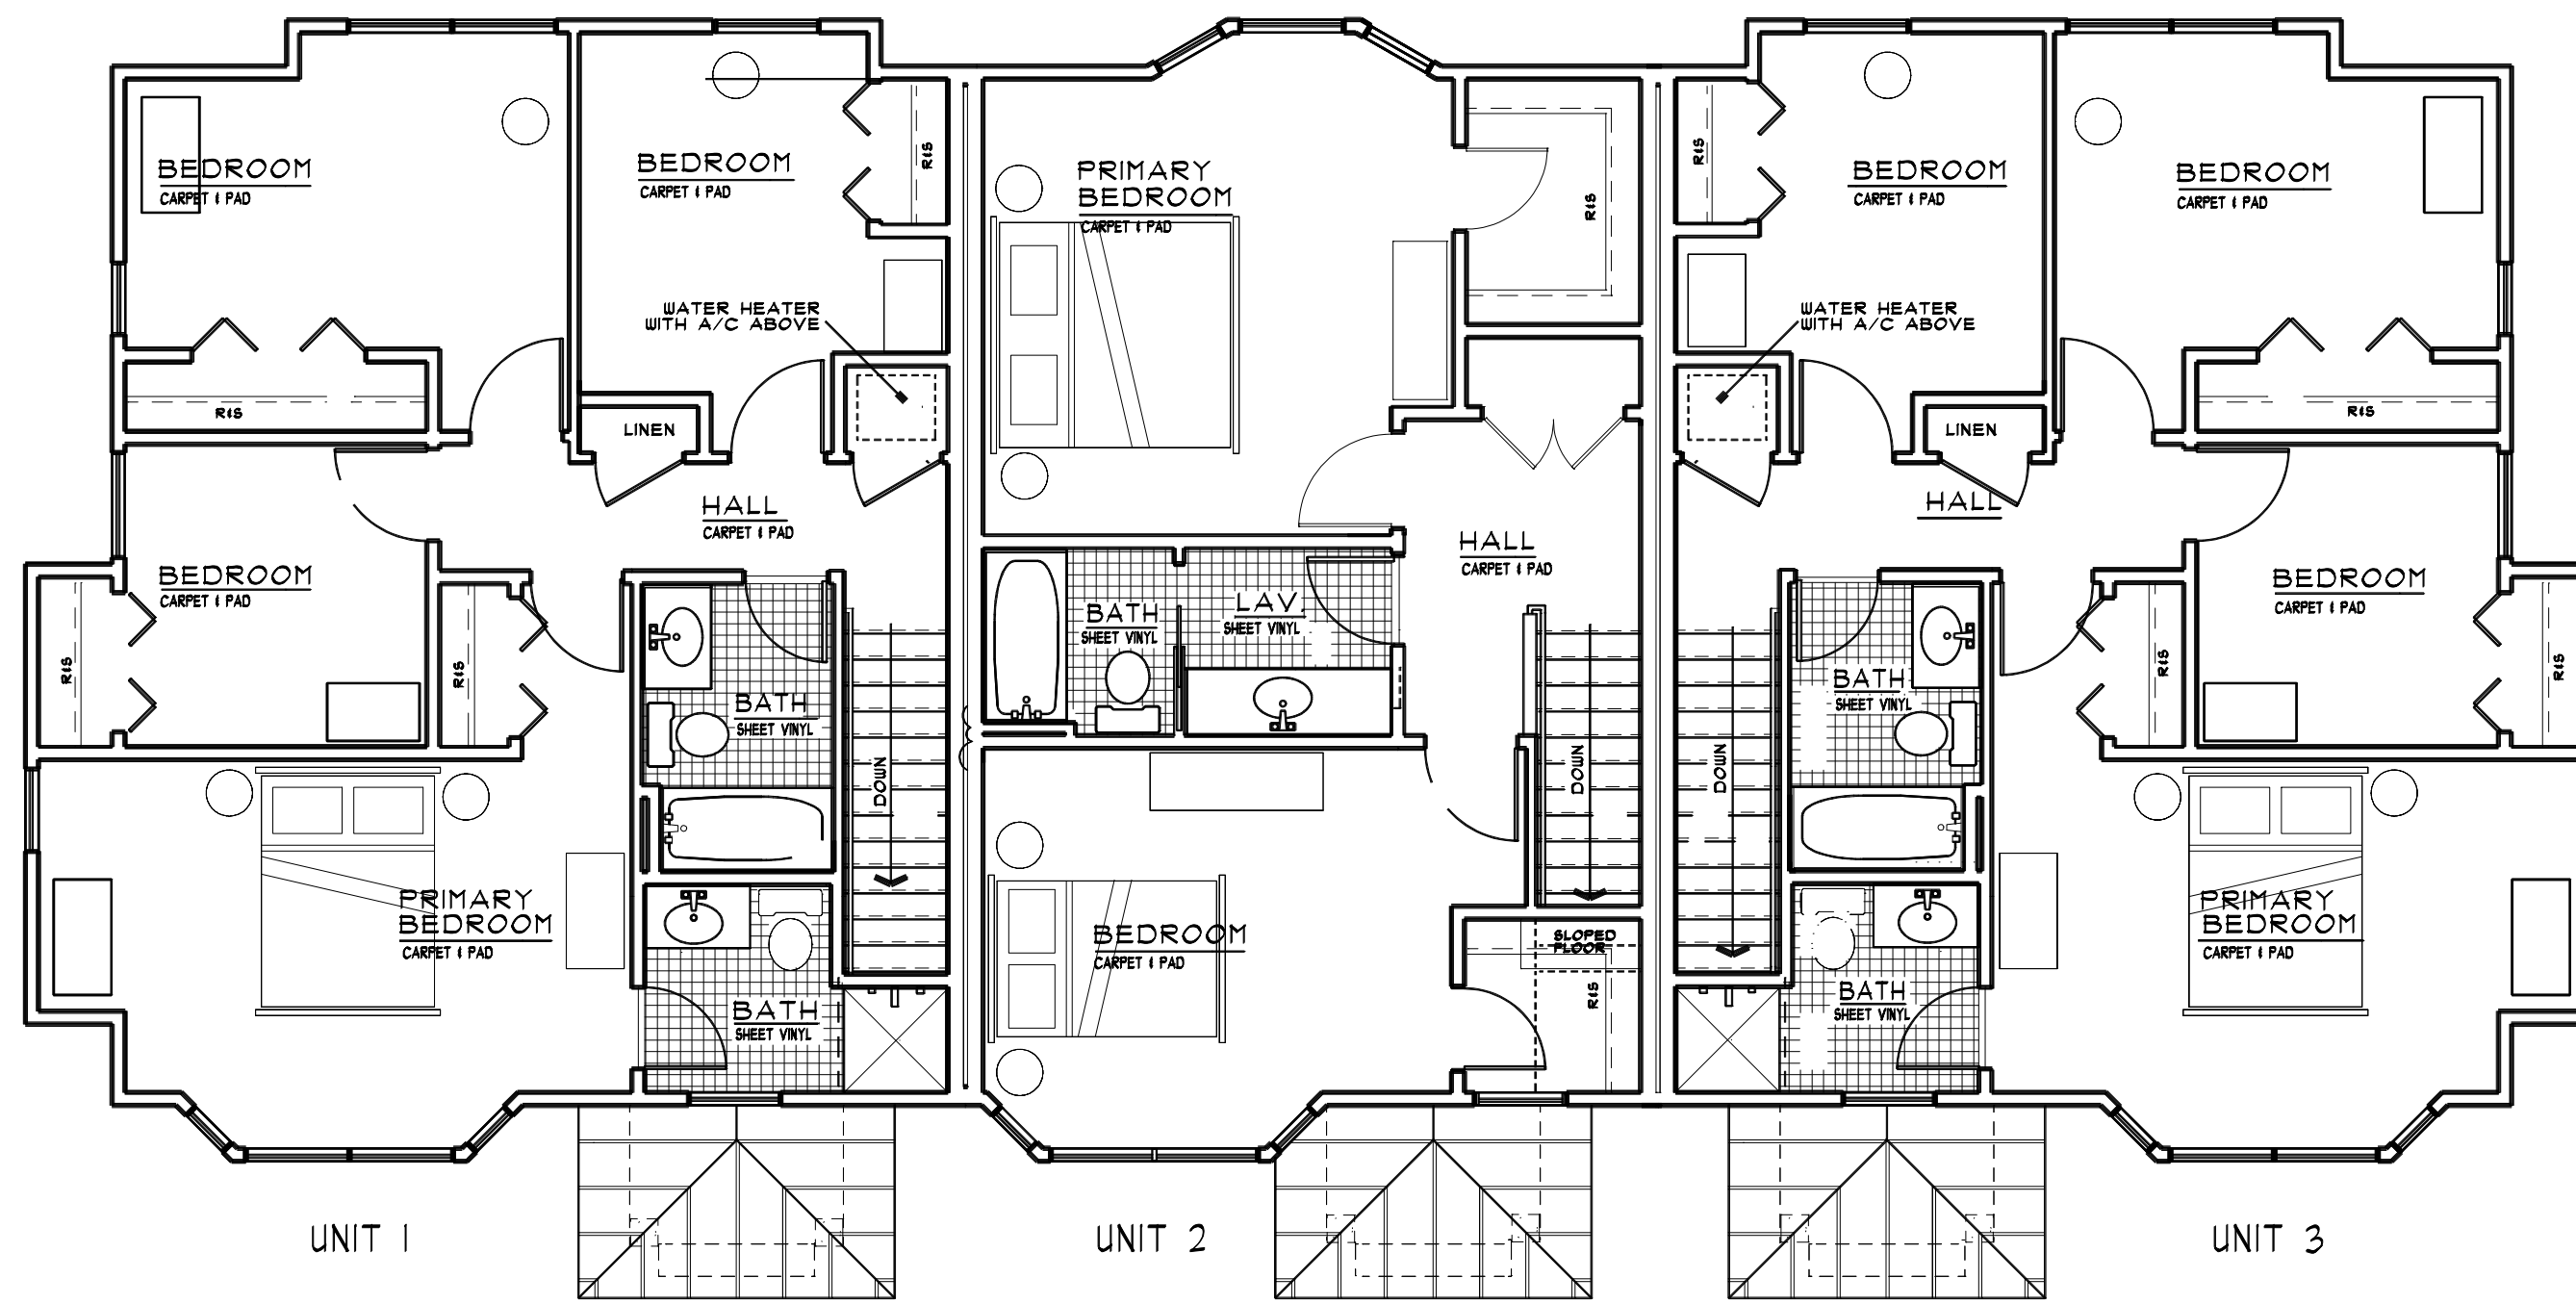 BEDROOM
CARPET & PAD
BEDROOM
CARPET & PAD
R&S
WATER HEATER
WITH A/C ABOVE
R&S
LINEN
HALL
CARPET & PAD
BEDROOM
CARPET & PAD
R&S
R&S
BATH
SHEET VINYL
DOWN
PRIMARY
BEDROOM
CARPET & PAD
BATH
SHEET VINYL
UNIT 1
PRIMARY
BEDROOM
CARPET & PAD
R&S
HALL
CARPET & PAD
BATH
SHEET VINYL
LAV.
SHEET VINYL
DOWN
BEDROOM
CARPET & PAD
SLOPED
FLOOR
R&S
UNIT 2
R&S
BEDROOM
CARPET & PAD
BEDROOM
CARPET & PAD
WATER HEATER
WITH A/C ABOVE
R&S
LINEN
HALL
BEDROOM
CARPET & PAD
R&S
R&S
BATH
SHEET VINYL
DOWN
PRIMARY
BEDROOM
CARPET & PAD
BATH
SHEET VINYL
UNIT 3